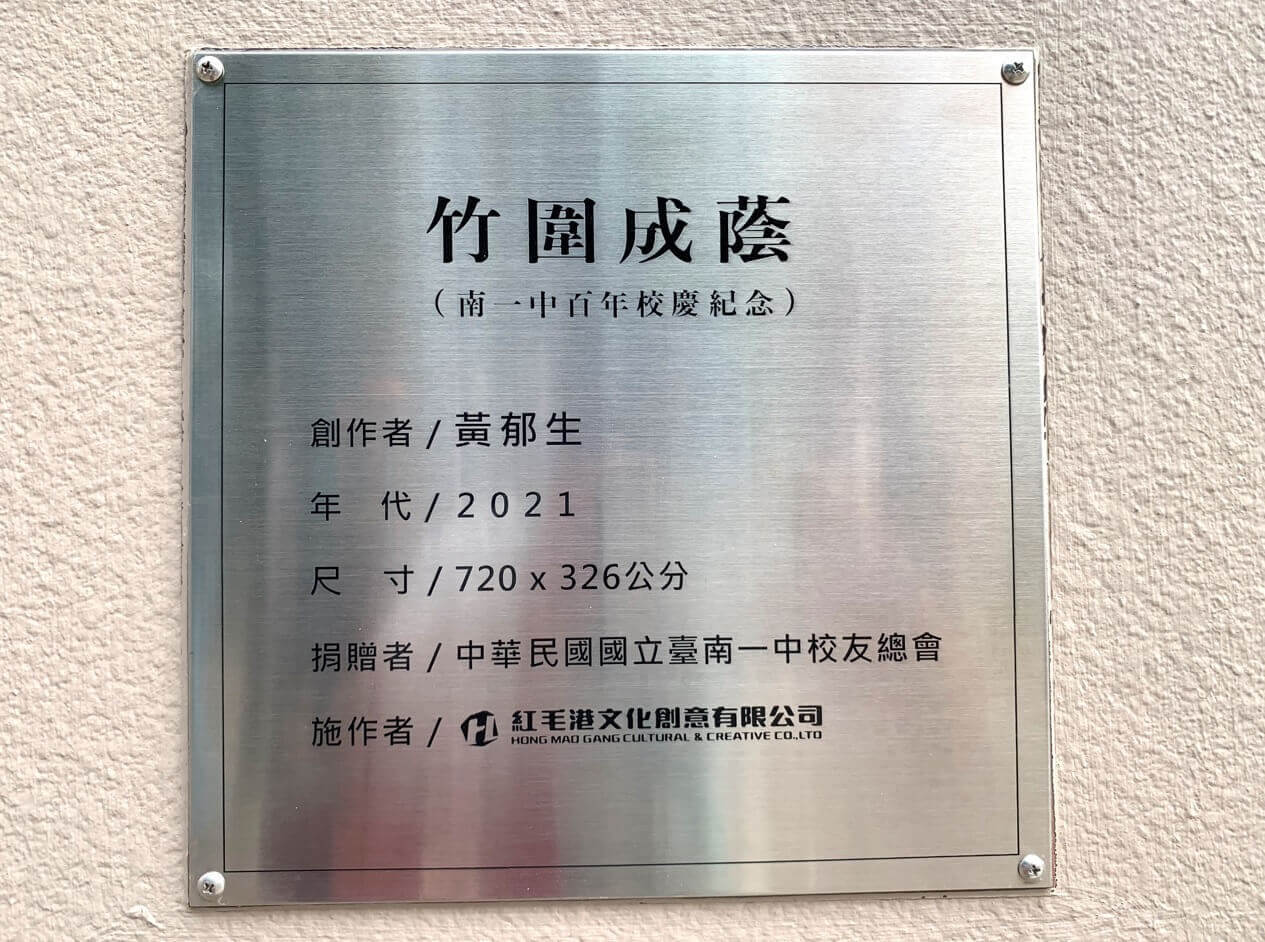 竹圍成蔭
（南一中百年校慶紀念）
創作者 / 黃郁生
年　代 / 2021
尺　寸 / 720 x 326公分
捐贈者 / 中華民國國立臺南一中校友總會
施作者 / 紅毛港文化創意有限公司
HONG MAO GANG CULTURAL & CREATIVE CO.,LTD